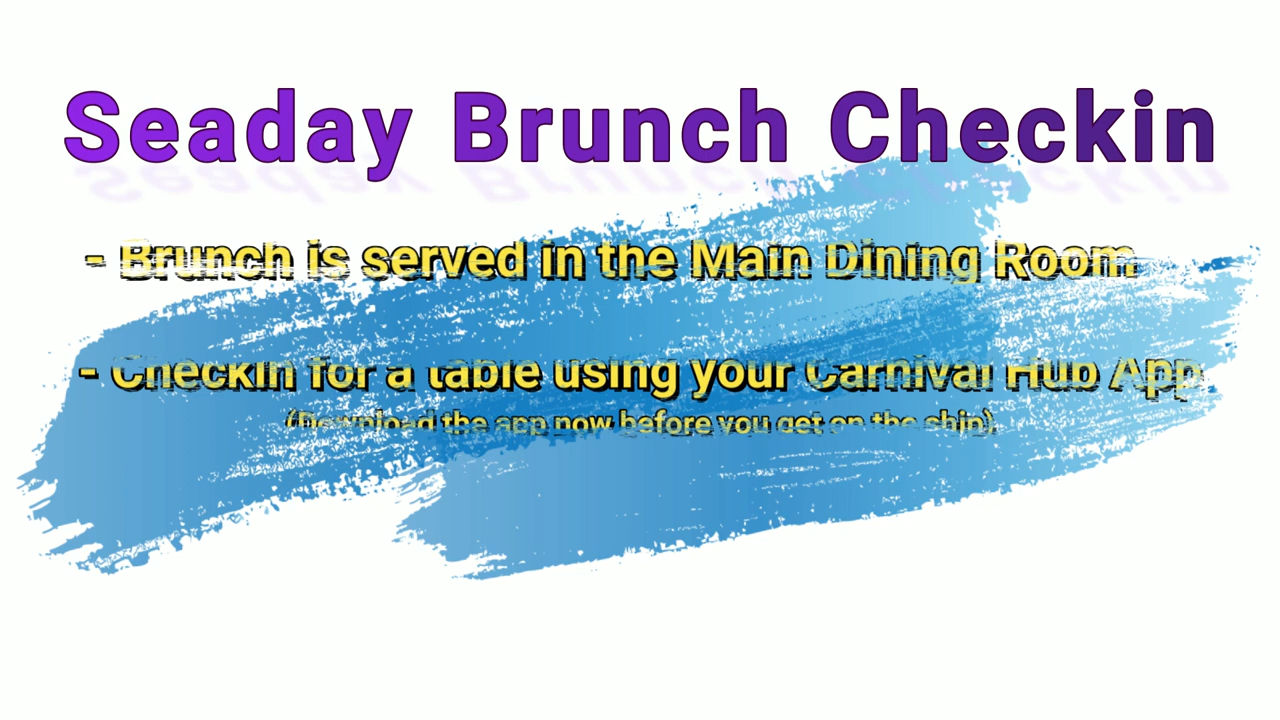 Seaday Brunch Checkin
- Brunch is served in the Main Dining Room
- Checkin for a table using your Carnival Hub App
(Download the app now before you get on the ship)